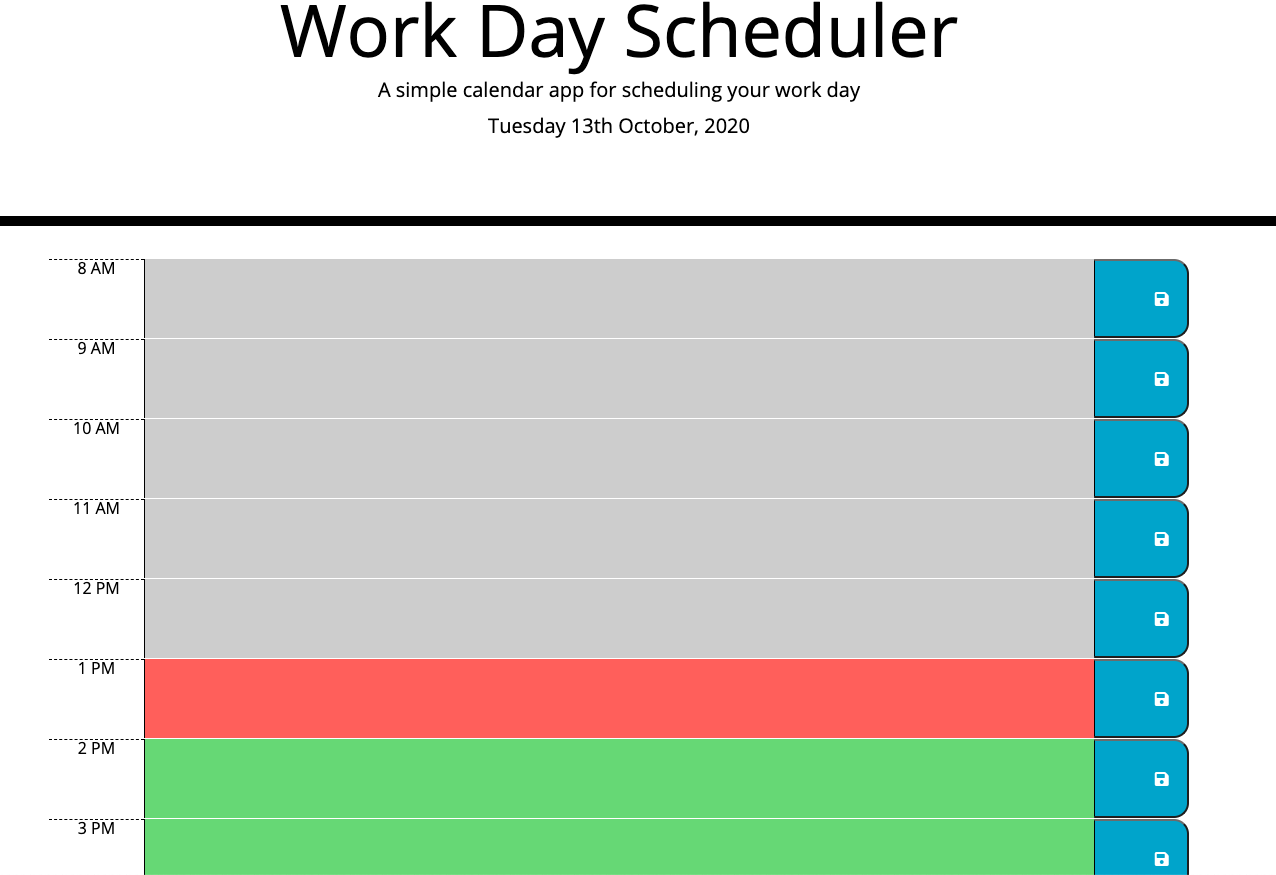 Work Day Scheduler
A simple calendar app for scheduling your work day
Tuesday 13th October, 2020
8 AM
9 AM
10 AM
11 AM
12 PM
1 PM
2 PM
3 PM